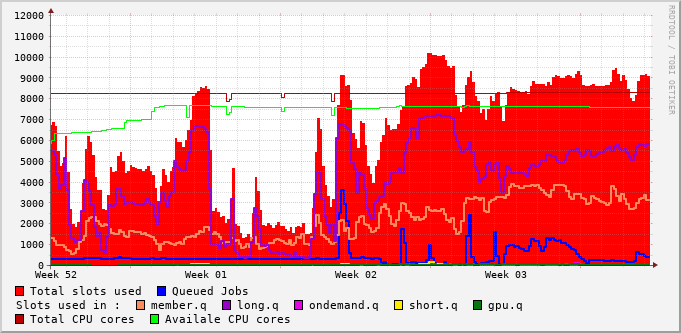 RRDTOOL / TOBI OETIKER
12000
11000
10000
9000
8000
7000
6000
5000
4000
3000
2000
1000
0
Week 52 Week 01 Week 02 Week 03
Total slots used Queued Jobs
Slots used in : member.q long.q ondemand.q short.q gpu.q
Total CPU cores Availale CPU cores